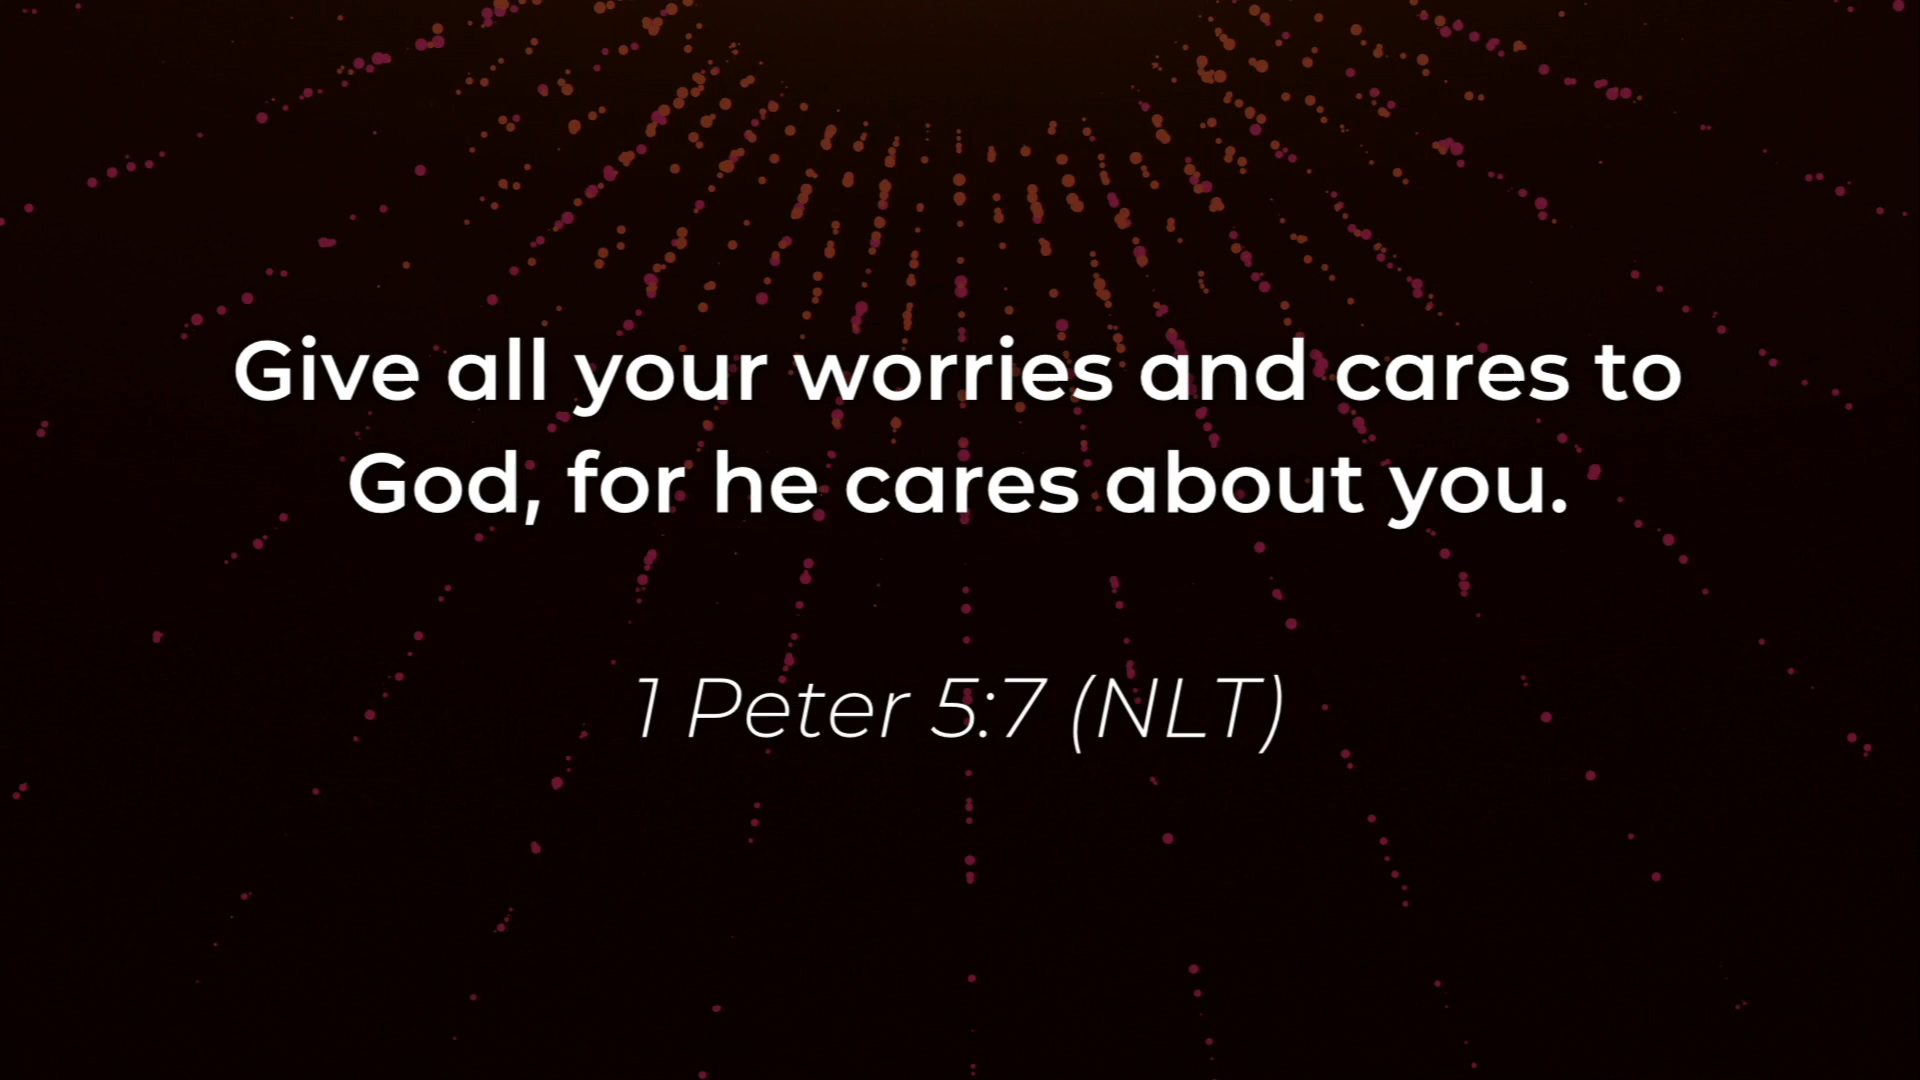 Give all your worries and cares to
God, for he cares about you.
1 Peter 5:7 (NLT)